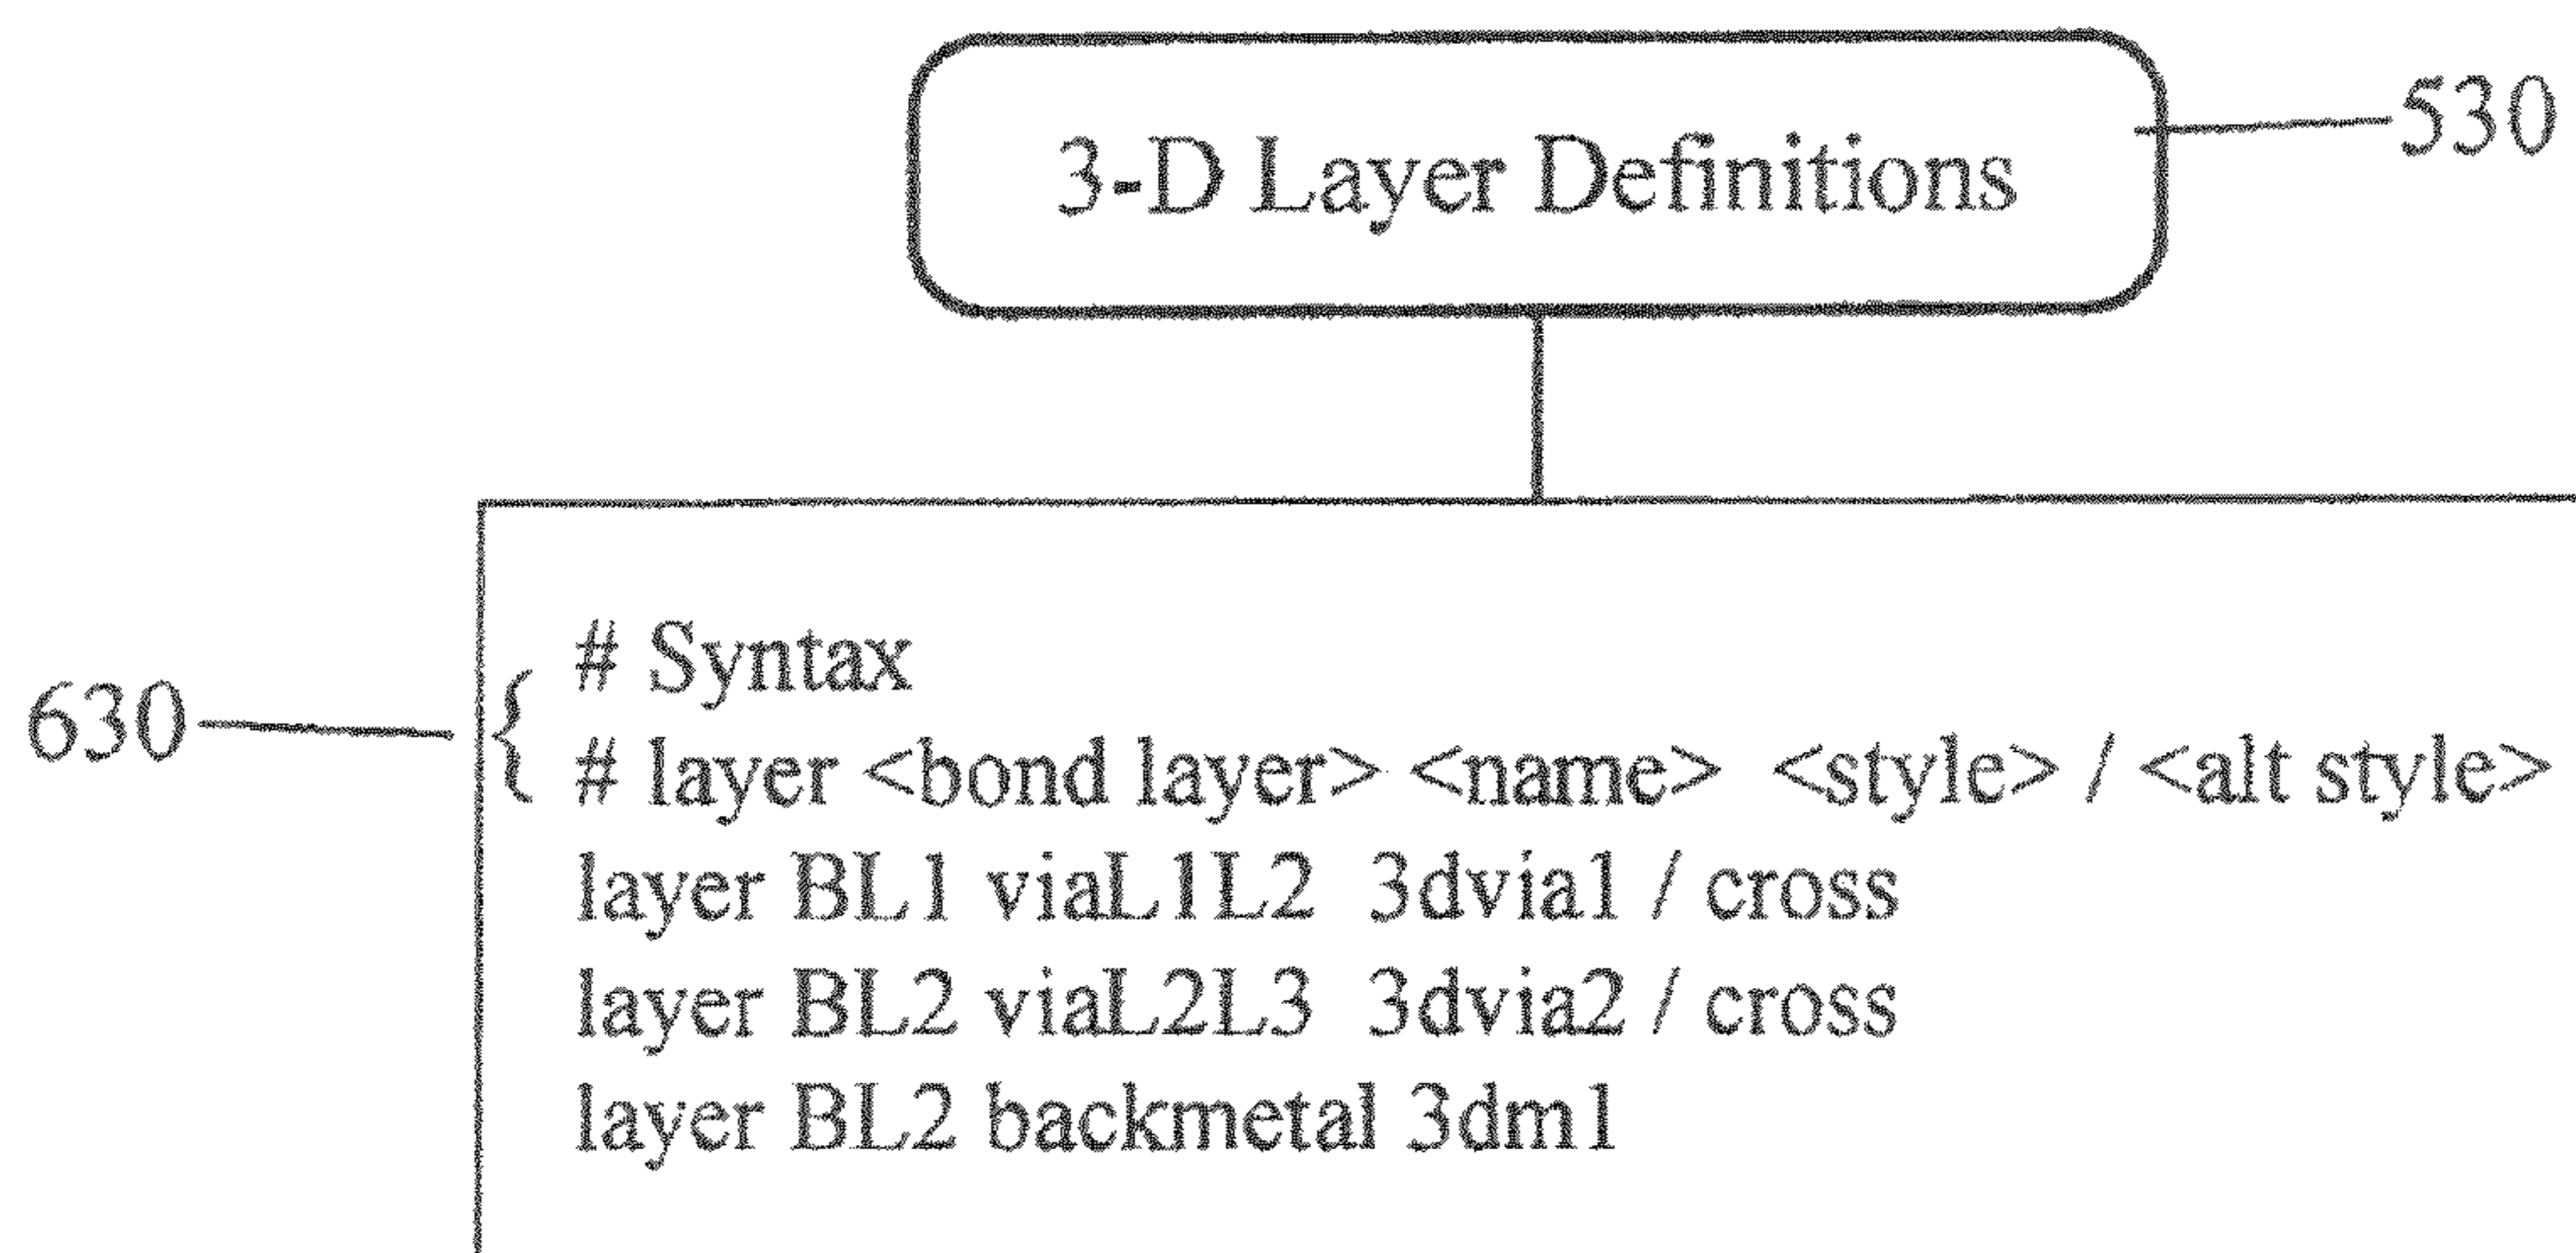 3-D Layer Definitions
530
630
# Syntax
# layer <bond layer> <name> <style> / <alt style>
layer BL1 viaL1L2 3dvia1 / cross
layer BL2 viaL2L3 3dvia2 / cross
layer BL2 backmetal 3dm1